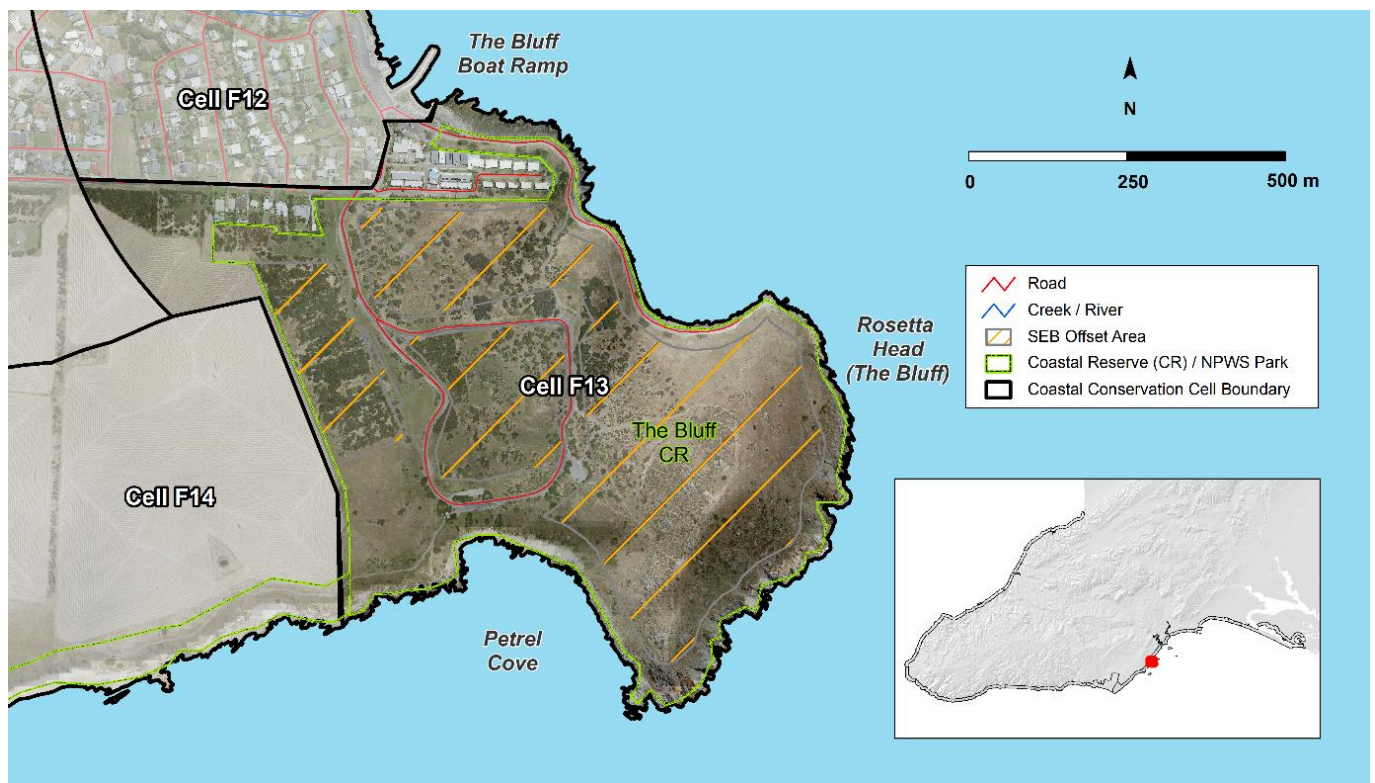 The Bluff
Boat Ramp
Cell F12
N
0 250 500 m
Road
Creek / River
SEB Offset Area
Coastal Reserve (CR) / NPWS Park
Coastal Conservation Cell Boundary
Rosetta
Head
(The Bluff)
Cell F13
The Bluff
CR
Cell F14
Petrel
Cove